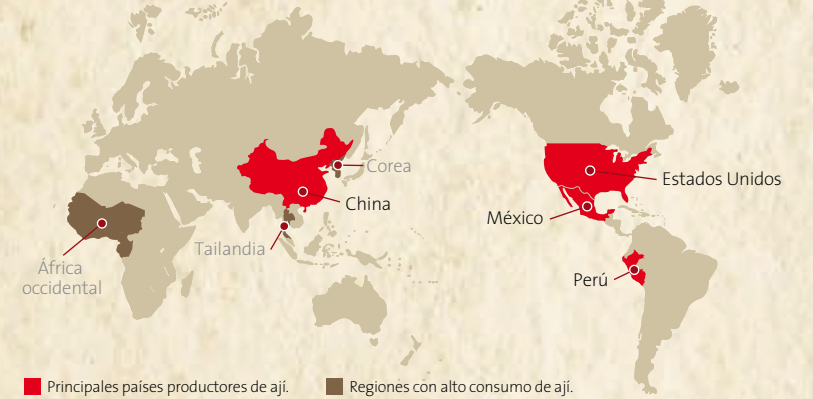 Corea
China
Tailandia
África
occidental
Estados Unidos
México
Perú
Principales países productores de ají.
Regiones con alto consumo de ají.